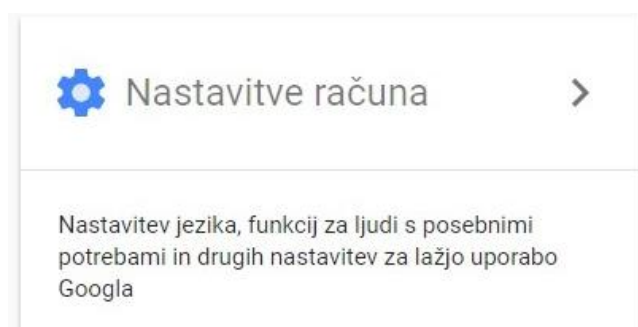 Nastavitve računa
Nastavitev jezika, funkcij za ljudi s posebnimi
potrebami in drugih nastavitev za lažjo uporabo
Googla